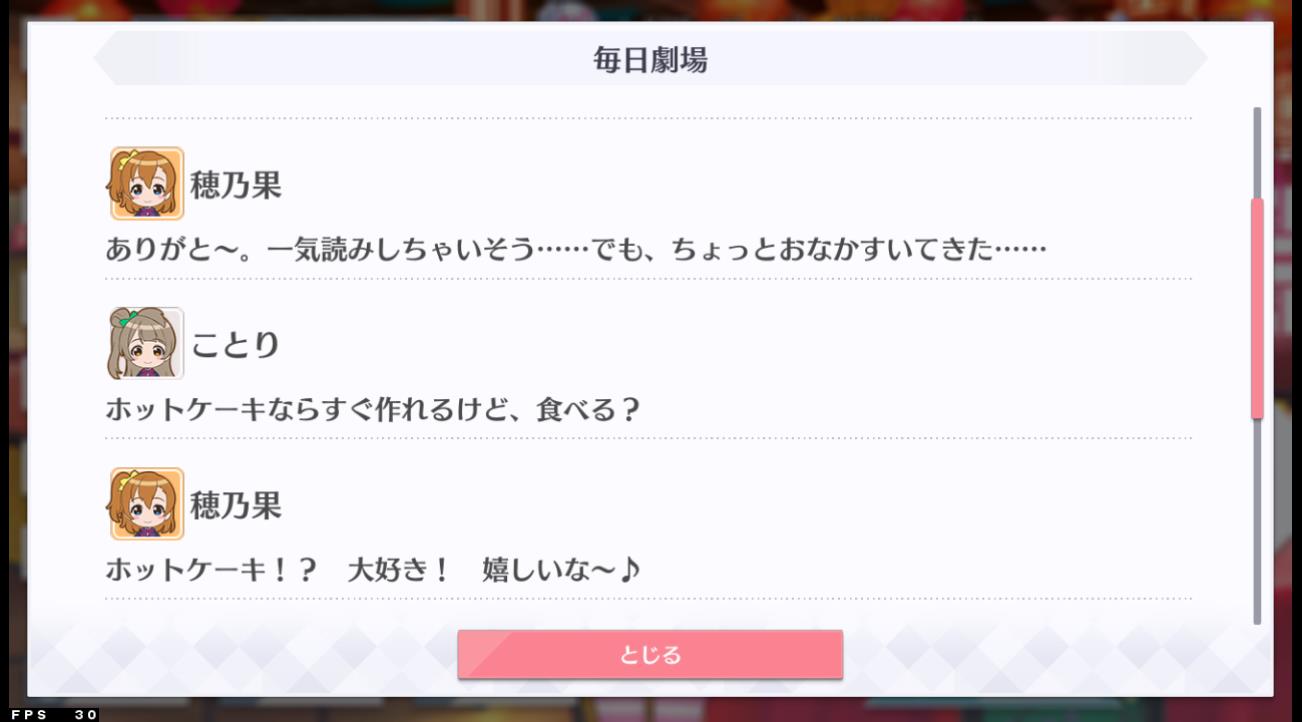 毎日劇場
穂乃果
ありがと～。一気読みしちゃいそう……でも、ちょっとおなかすいてきた……
ことり
ホットケーキならすぐ作れるけど、食べる？
穂乃果
ホットケーキ！？　大好き！　嬉しいな～♪
とじる
FPS 30